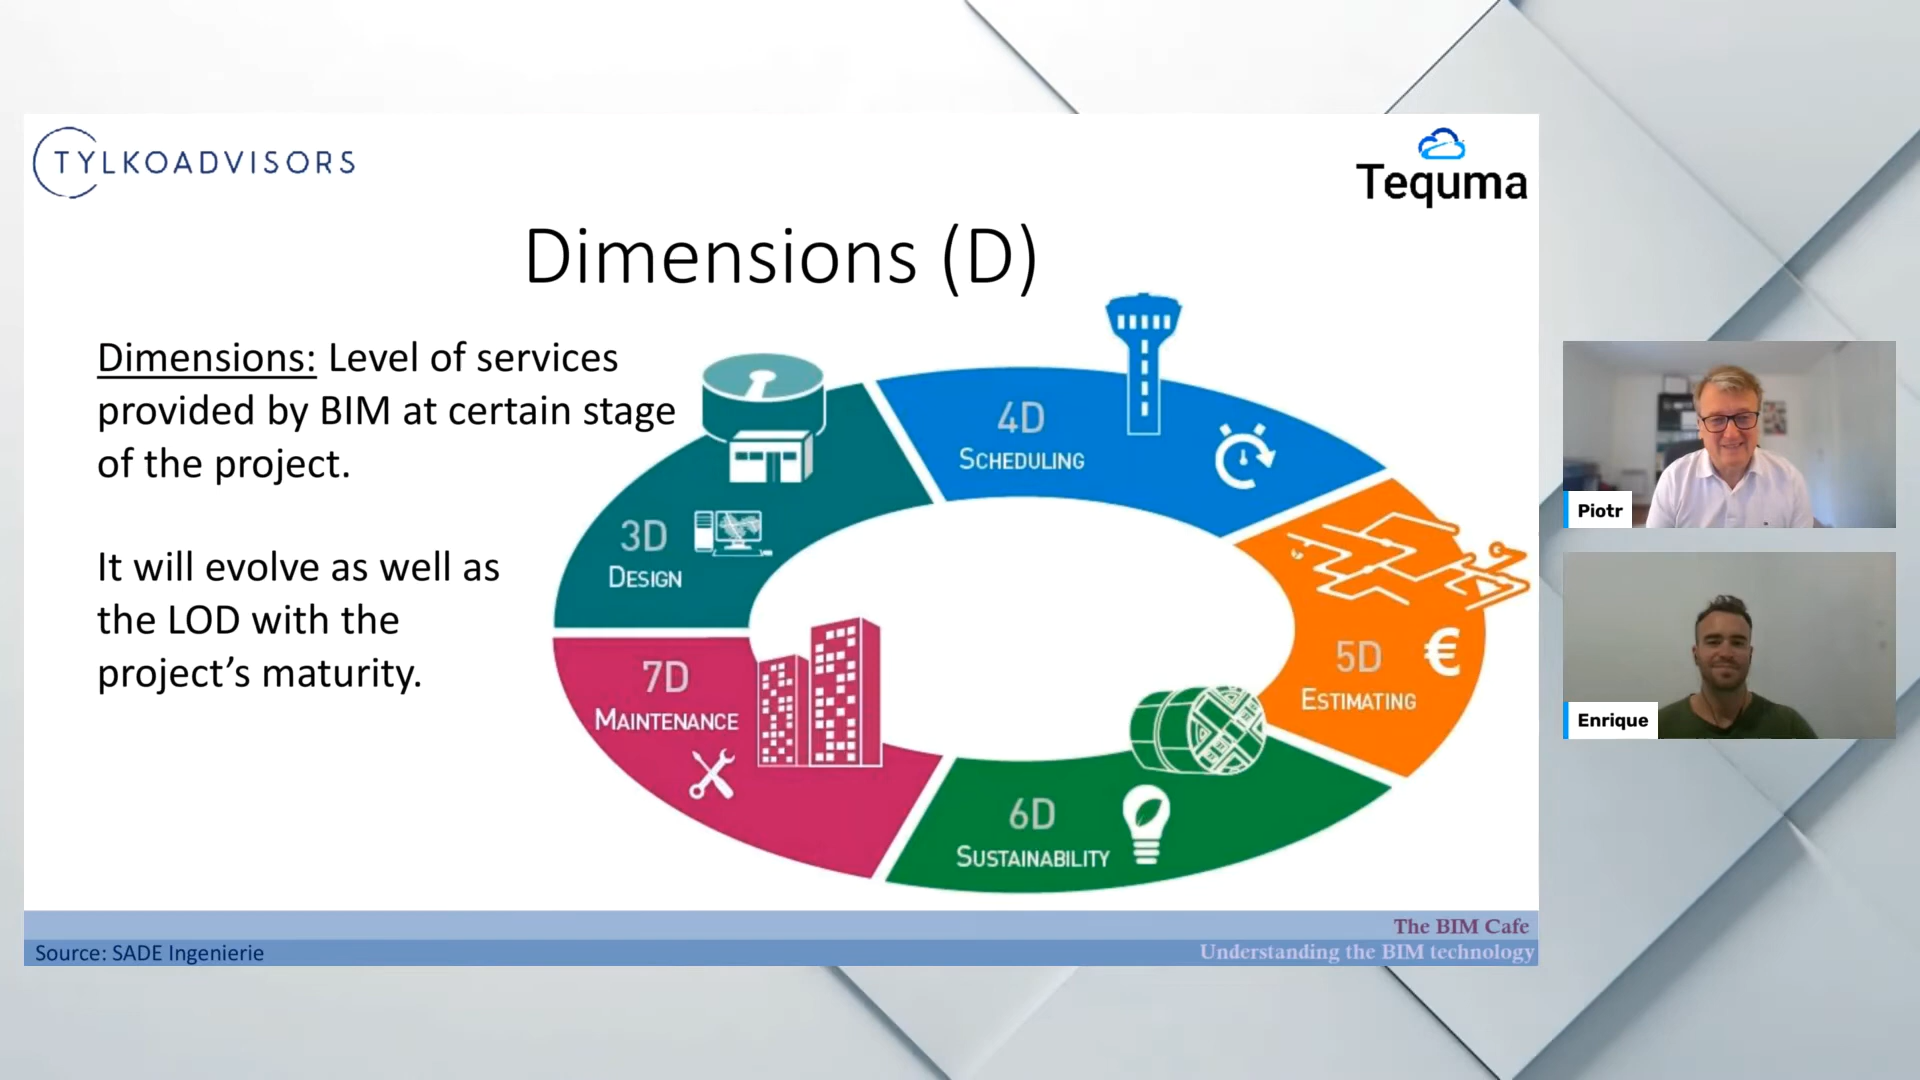 TYLKOADVISORS
Tequma
Dimensions (D)
Dimensions: Level of services
provided by BIM at certain stage
of the project.
It will evolve as well as
the LOD with the
project’s maturity.
3D
DESIGN
4D
SCHEDULING
5D
€
ESTIMATING
6D
SUSTAINABILITY
7D
MAINTENANCE
The BIM Cafe
Source: SADE Ingenierie
Understanding the BIM technology
Piotr
Enrique